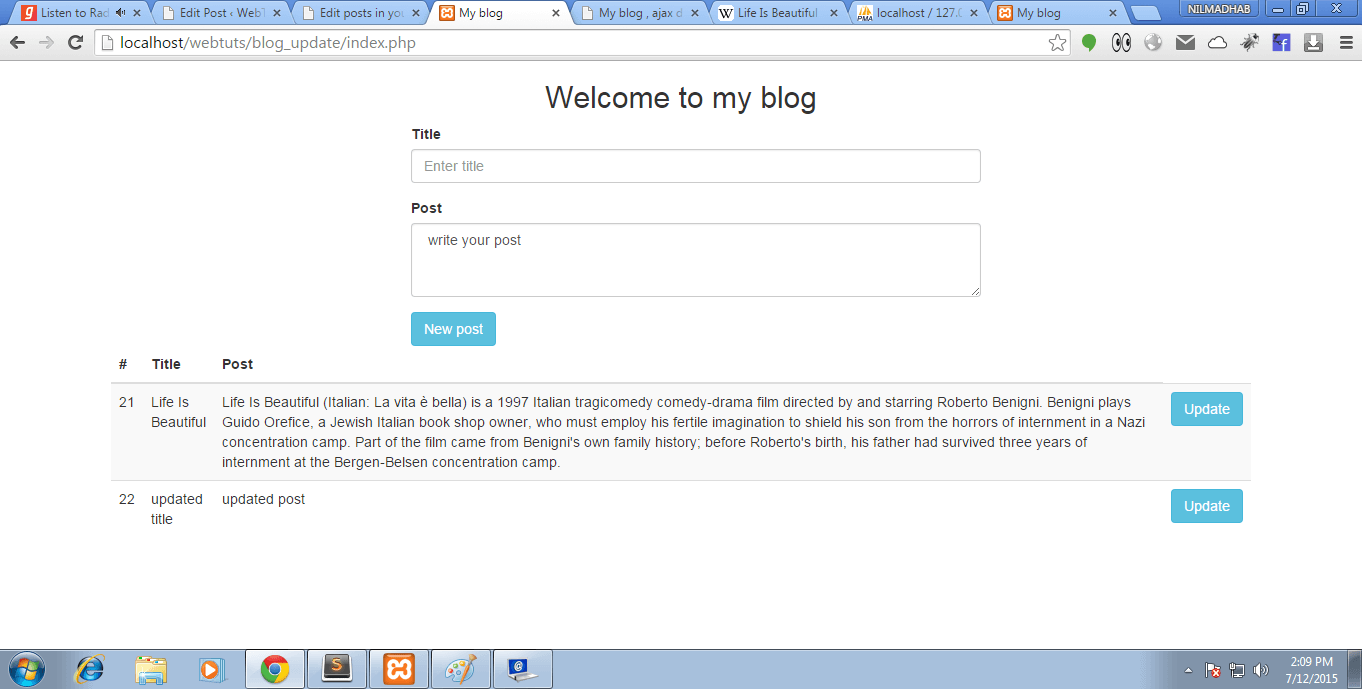 Listen to Rad
Edit Post ‹ WebT
Edit posts in you
My blog
My blog , ajax d
Life Is Beautiful
localhost / 127.0
My blog
NILMADHAB
localhost/webtuts/blog_update/index.php
Welcome to my blog
Title
Enter title
Post
write your post
New post
# Title Post
21 Life Is Beautiful Life Is Beautiful (Italian: La vita è bella) is a 1997 Italian tragicomedy comedy-drama film directed by and starring Roberto Benigni. Benigni plays
Guido Orefice, a Jewish Italian book shop owner, who must employ his fertile imagination to shield his son from the horrors of internment in a Nazi
concentration camp. Part of the film came from Benigni's own family history; before Roberto's birth, his father had survived three years of
internment at the Bergen-Belsen concentration camp.
Update
22 updated title updated post
Update
2:09 PM
7/12/2015